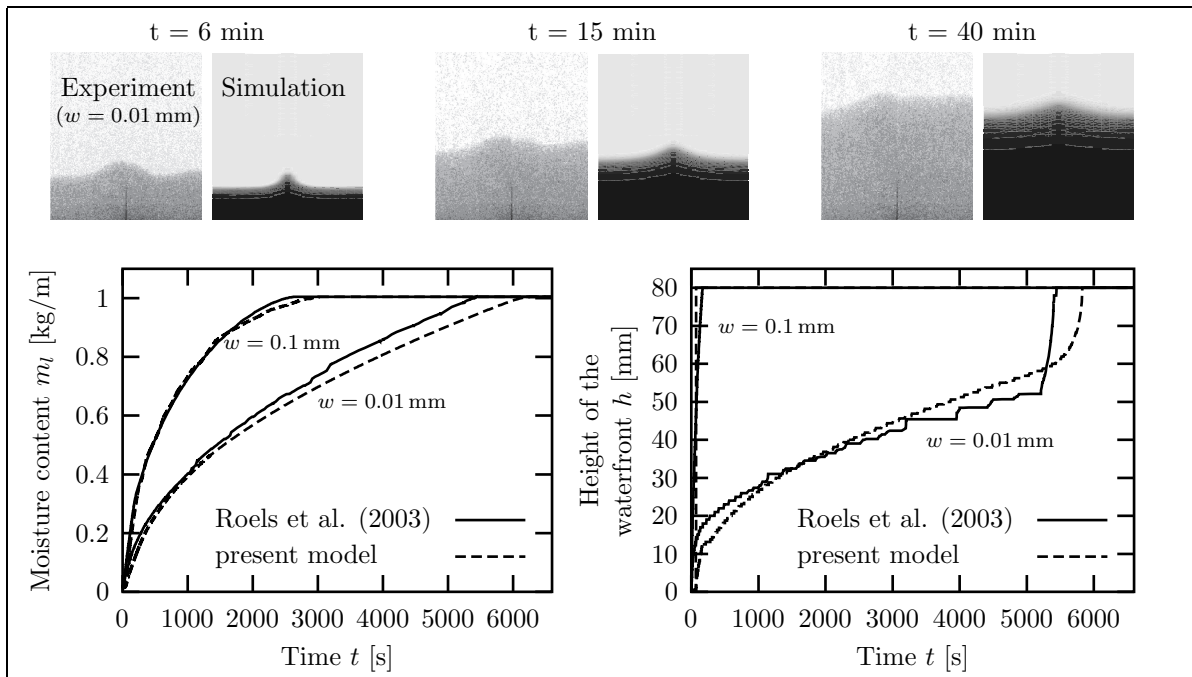 t = 6 min
t = 15 min
t = 40 min
Experiment
(w = 0.01 mm)
Simulation
Moisture content m_l [kg/m]
1
0.8
0.6
0.4
0.2
0
w = 0.1 mm
w = 0.01 mm
Roels et al. (2003)
present model
0 1000 2000 3000 4000 5000 6000
Time t [s]
Height of the
waterfront h [mm]
80
70
60
50
40
30
20
10
0
w = 0.1 mm
w = 0.01 mm
Roels et al. (2003)
present model
0 1000 2000 3000 4000 5000 6000
Time t [s]